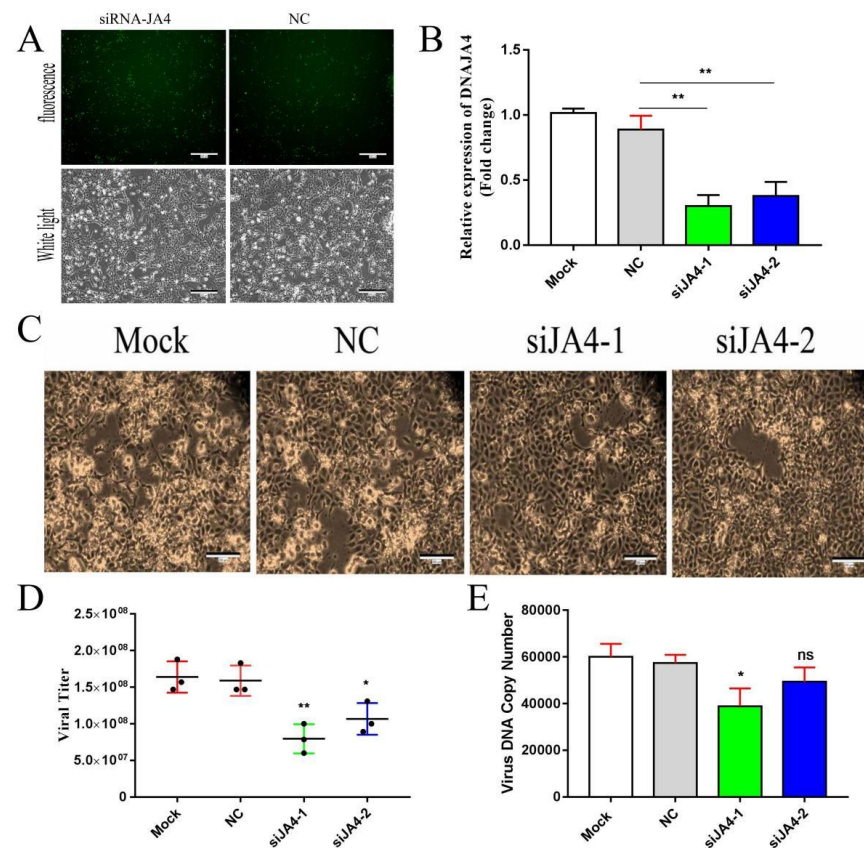 A
siRNA-JA4
NC
fluorescence
White light
B
Relative expression of DNAJA4
(Fold change)
1.5
1.0
0.5
0.0
**
**
Mock
NC
siJA4-1
siJA4-2
C
Mock
NC
siJA4-1
siJA4-2
D
Viral Titer
2.5×10⁰⁸
2.0×10⁰⁸
1.5×10⁰⁸
1.0×10⁰⁸
5.0×10⁰⁷
0
**
*
Mock
NC
siJA4-1
siJA4-2
E
Virus DNA Copy Number
80000
60000
40000
20000
0
*
ns
Mock
NC
siJA4-1
siJA4-2